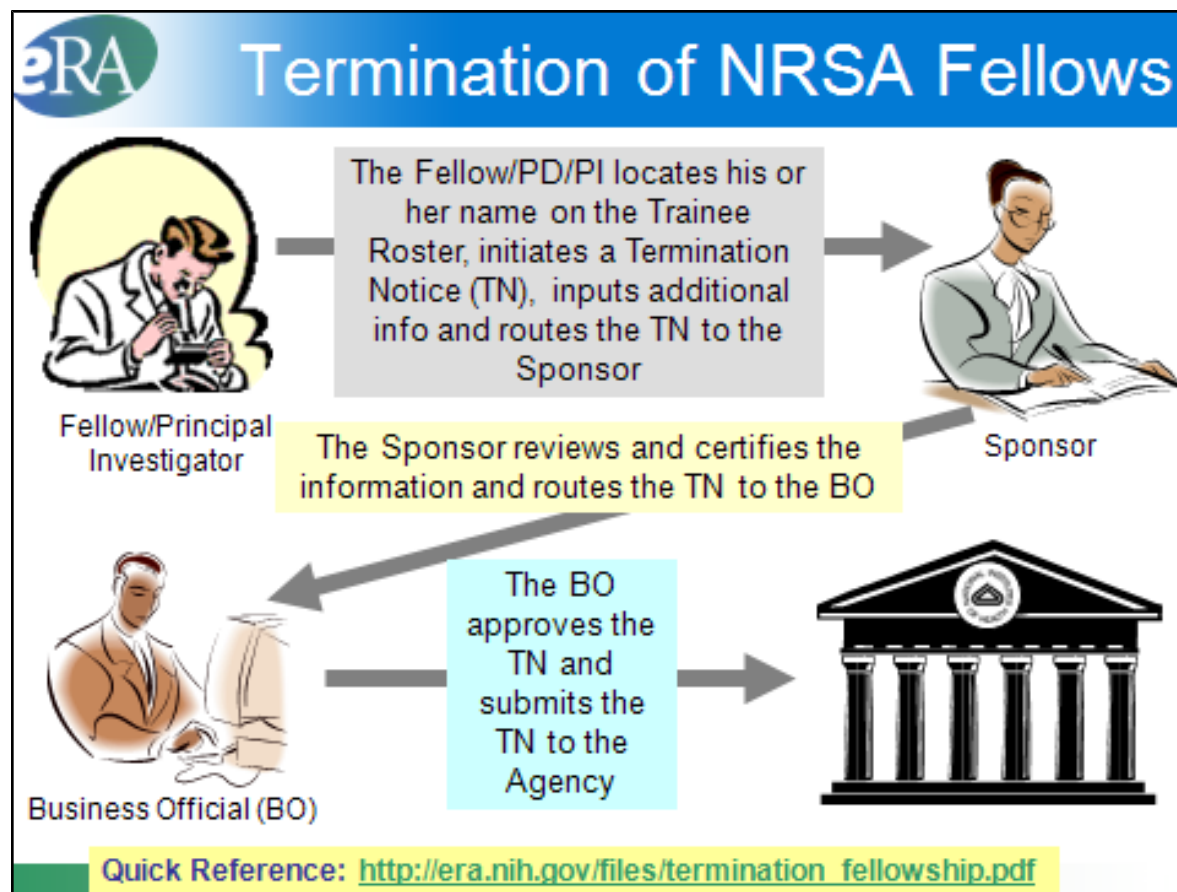 eRA
Termination of NRSA Fellows
The Fellow/PD/PI locates his or
her name on the Trainee
Roster, initiates a Termination
Notice (TN), inputs additional
info and routes the TN to the
Sponsor
Fellow/Principal
Investigator
Sponsor
The Sponsor reviews and certifies the
information and routes the TN to the BO
The BO
approves the
TN and
submits the
TN to the
Agency
Business Official (BO)
Quick Reference: http://era.nih.gov/files/termination_fellowship.pdf